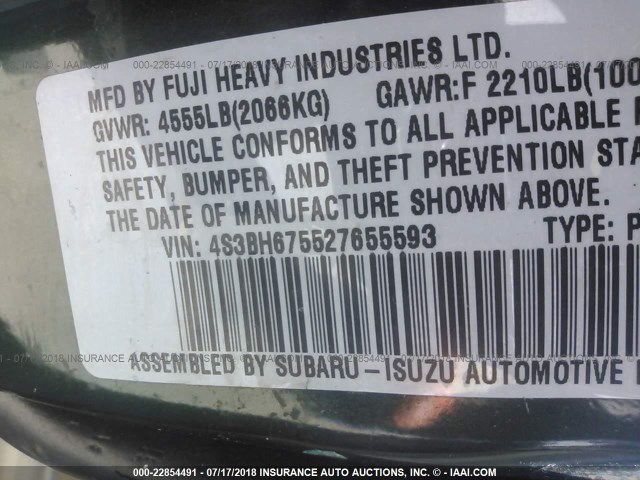 MFD BY FUJI HEAVY INDUSTRIES LTD.
GVWR: 4555LB(2066KG) GAWR:F 2210LB(100
THIS VEHICLE CONFORMS TO ALL APPLICABLE
SAFETY, BUMPER, AND THEFT PREVENTION STA
THE DATE OF MANUFACTURE SHOWN ABOVE.
VIN: 4S3BH675527655593 TYPE: P
ASSEMBLED BY SUBARU-ISUZU AUTOMOTIVE
000-22854491 - 07/17/2018 INSURANCE AUTO AUCTIONS, INC. - © IAAI.COM